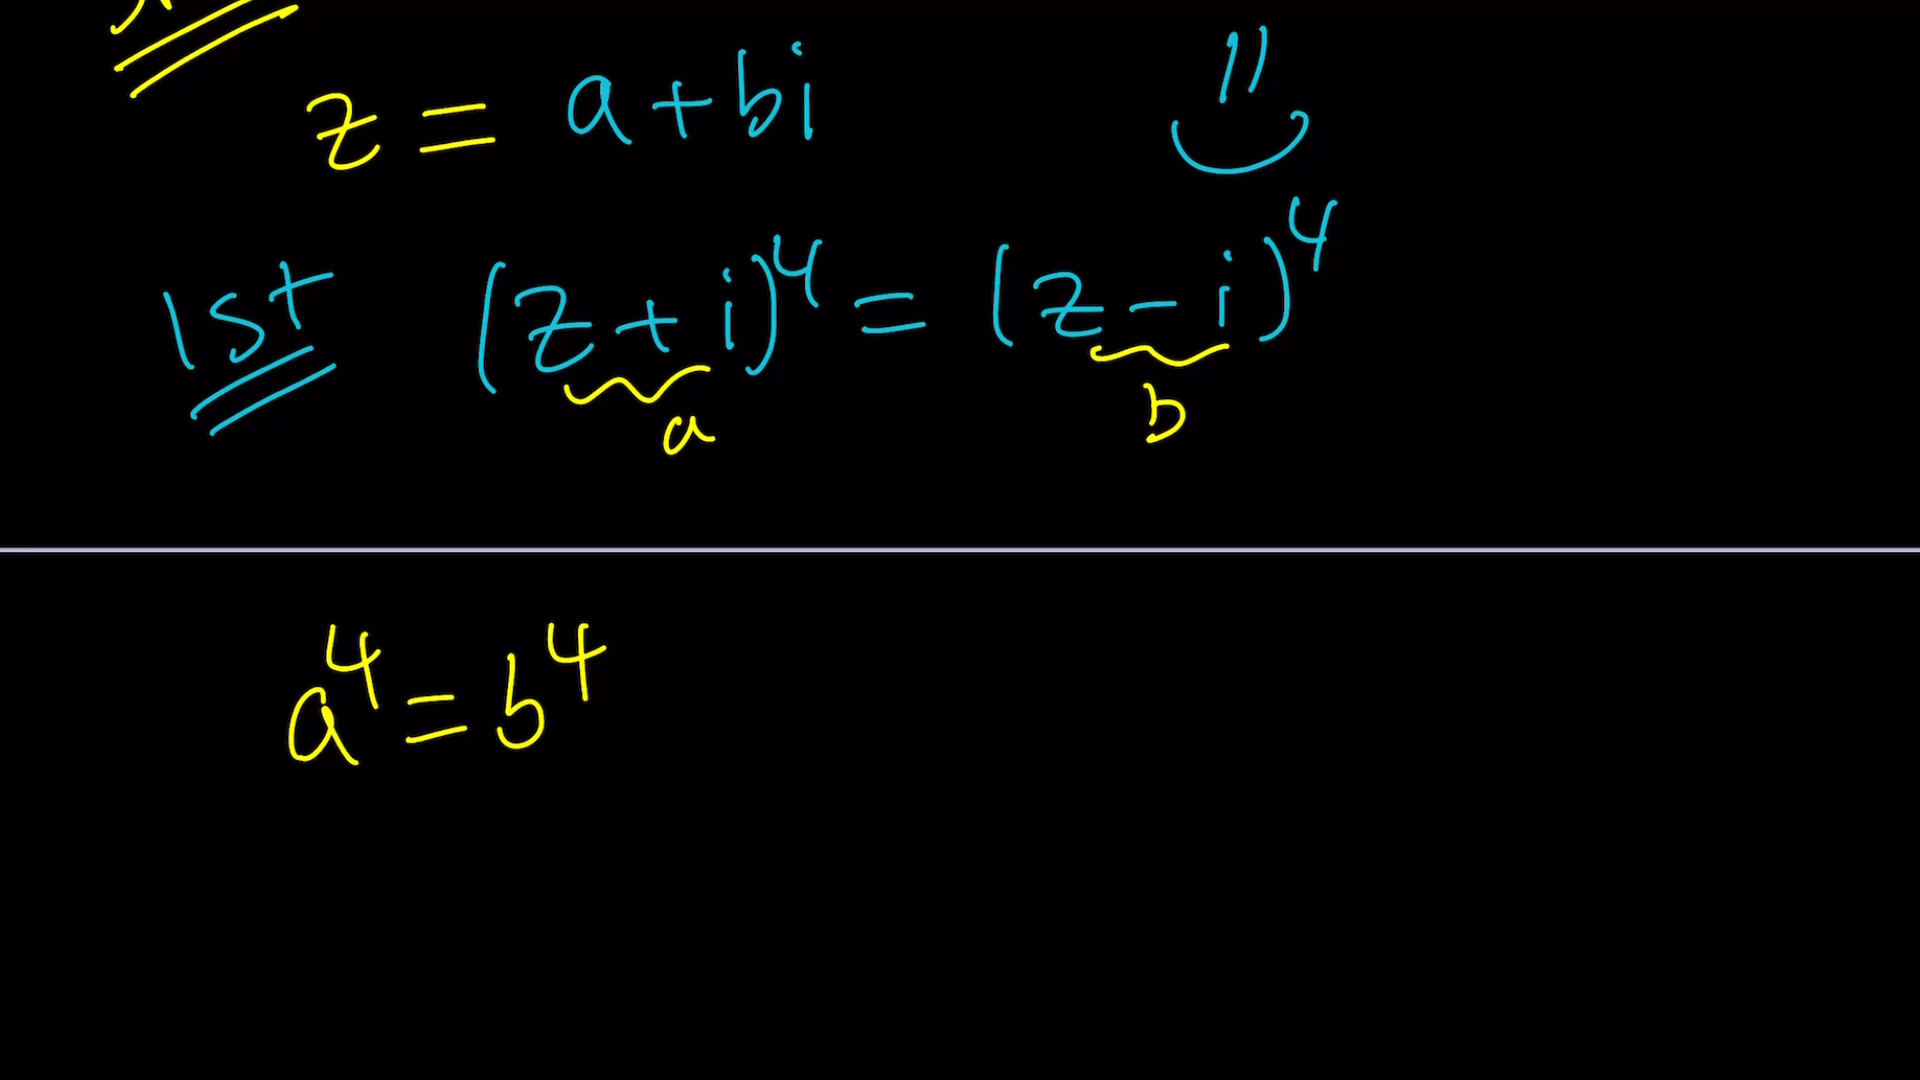 z = a + bi
1st (z + i)^4 = (z - i)^4
a b
a^4 = b^4